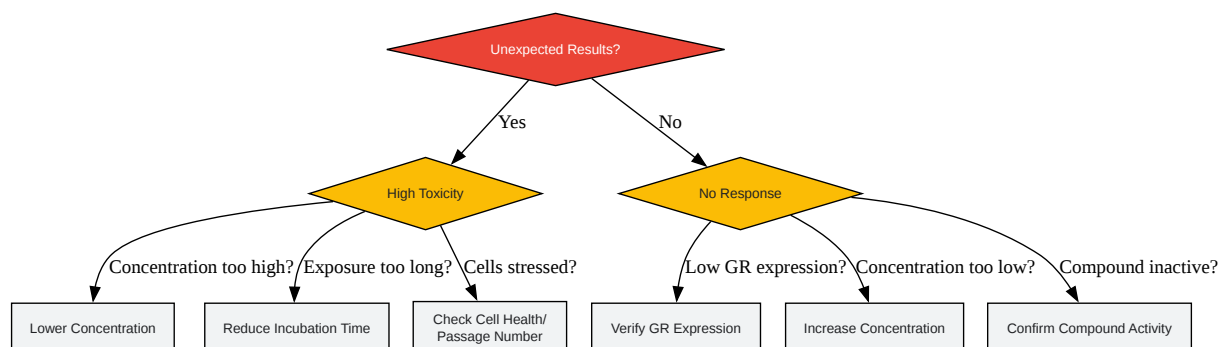 Unexpected Results?
Yes
No
High Toxicity
No Response
Concentration too high?
Exposure too long?
Cells stressed?
Low GR expression?
Concentration too low?
Compound inactive?
Lower Concentration
Reduce Incubation Time
Check Cell Health/
Passage Number
Verify GR Expression
Increase Concentration
Confirm Compound Activity